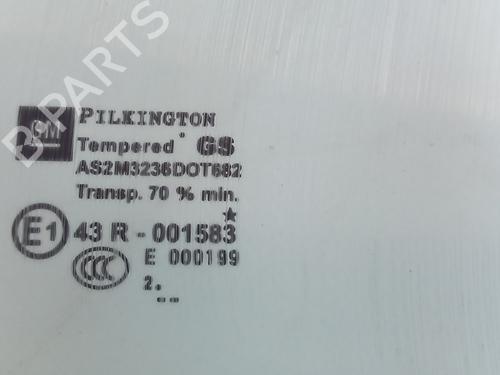 B-PARTS
GM
PILKINGTON
Tempered GS
AS2M3236DOT682
Transp. 70 % min.
E1 43 R - 001583
CCC E 000199
2.